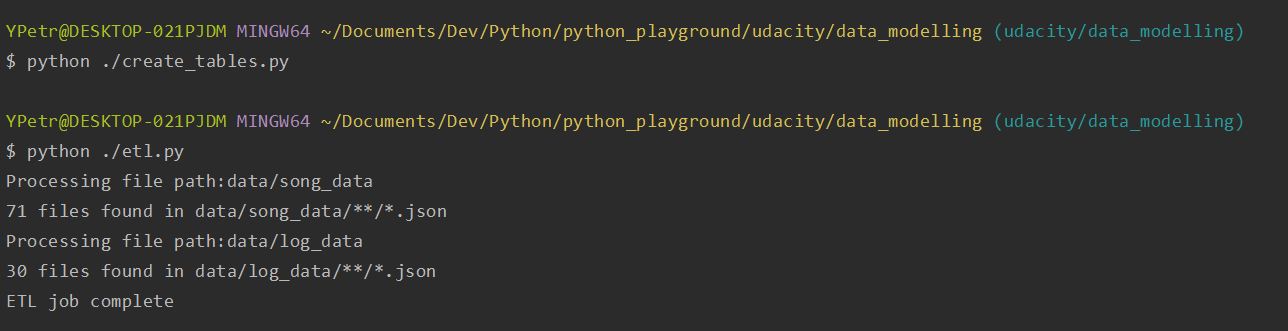 YPetr@DESKTOP-021PJDM MINGW64 ~/Documents/Dev/Python/python_playground/udacity/data_modelling (udacity/data_modelling)
$ python ./create_tables.py
YPetr@DESKTOP-021PJDM MINGW64 ~/Documents/Dev/Python/python_playground/udacity/data_modelling (udacity/data_modelling)
$ python ./etl.py
Processing file path:data/song_data
71 files found in data/song_data/**/*.json
Processing file path:data/log_data
30 files found in data/log_data/**/*.json
ETL job complete